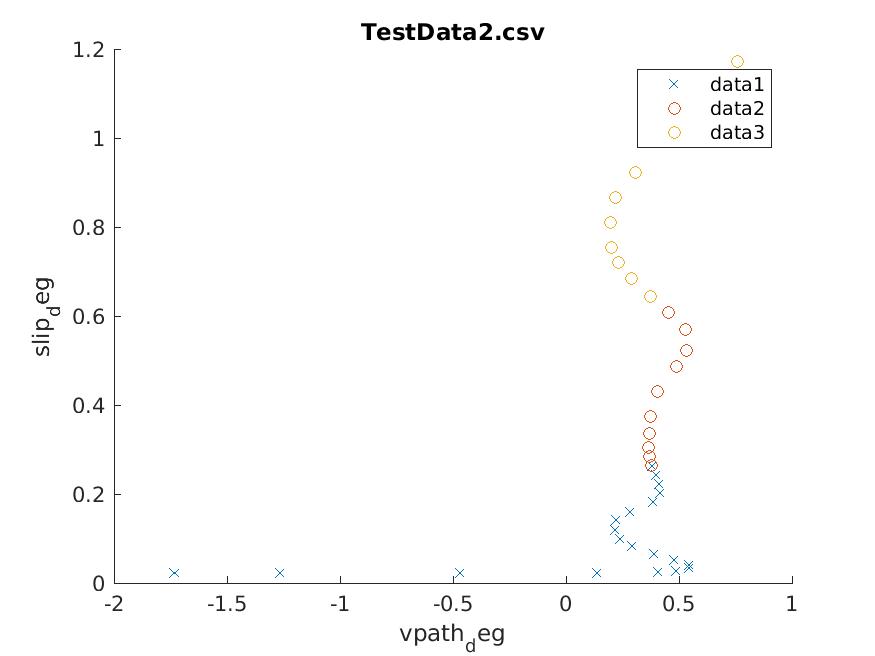 TestData2.csv
1.2
1
0.8
0.6
0.4
0.2
0
slip_deg
data1
data2
data3
-2 -1.5 -1 -0.5 0 0.5 1
vpath_deg